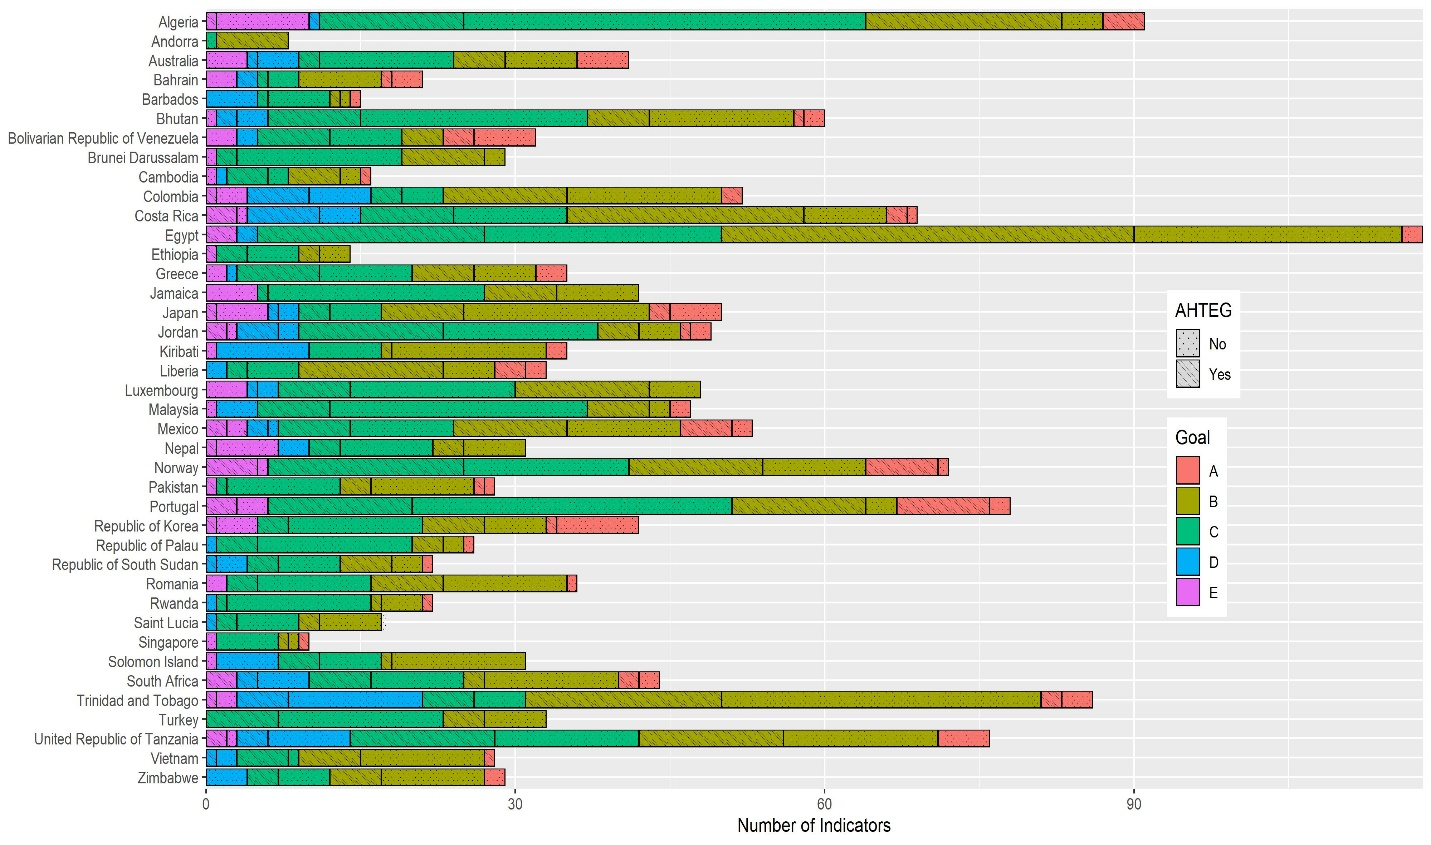 Algeria
Andorra
Australia
Bahrain
Barbados
Bhutan
Bolivarian Republic of Venezuela
Brunei Darussalam
Cambodia
Colombia
Costa Rica
Egypt
Ethiopia
Greece
Jamaica
Japan
Jordan
Kiribati
Liberia
Luxembourg
Malaysia
Mexico
Nepal
Norway
Pakistan
Portugal
Republic of Korea
Republic of Palau
Republic of South Sudan
Romania
Rwanda
Saint Lucia
Singapore
Solomon Island
South Africa
Trinidad and Tobago
Turkey
United Republic of Tanzania
Vietnam
Zimbabwe
0 30 60 90
Number of Indicators
AHTEG
No
Yes
Goal
A
B
C
D
E